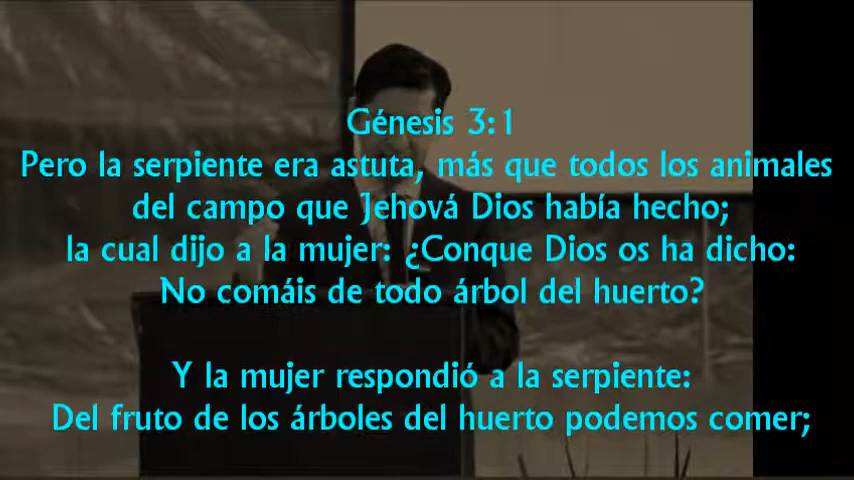 Génesis 3:1
Pero la serpiente era astuta, más que todos los animales
del campo que Jehová Dios había hecho;
la cual dijo a la mujer: ¿Conque Dios os ha dicho:
No comáis de todo árbol del huerto?
Y la mujer respondió a la serpiente:
Del fruto de los árboles del huerto podemos comer;